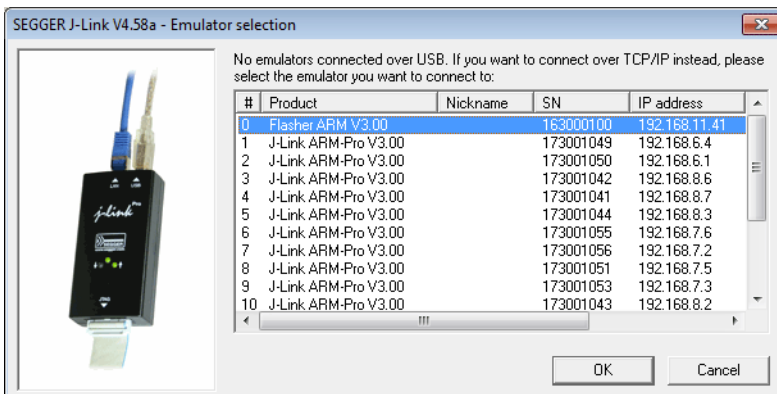 SEGGER J-Link V4.58a - Emulator selection
No emulators connected over USB. If you want to connect over TCP/IP instead, please
select the emulator you want to connect to:
# Product Nickname SN IP address
0 Flasher ARM V3.00 163000100 192.168.11.41
1 J-Link ARM-Pro V3.00 173001049 192.168.6.4
2 J-Link ARM-Pro V3.00 173001050 192.168.6.1
3 J-Link ARM-Pro V3.00 173001042 192.168.8.6
4 J-Link ARM-Pro V3.00 173001041 192.168.8.7
5 J-Link ARM-Pro V3.00 173001044 192.168.8.3
6 J-Link ARM-Pro V3.00 173001055 192.168.7.6
7 J-Link ARM-Pro V3.00 173001056 192.168.7.2
8 J-Link ARM-Pro V3.00 173001051 192.168.7.5
9 J-Link ARM-Pro V3.00 173001053 192.168.7.3
10 J-Link ARM-Pro V3.00 173001043 192.168.8.2
LAN USB
J-Link Pro
SEGGER
JTAG
OK Cancel